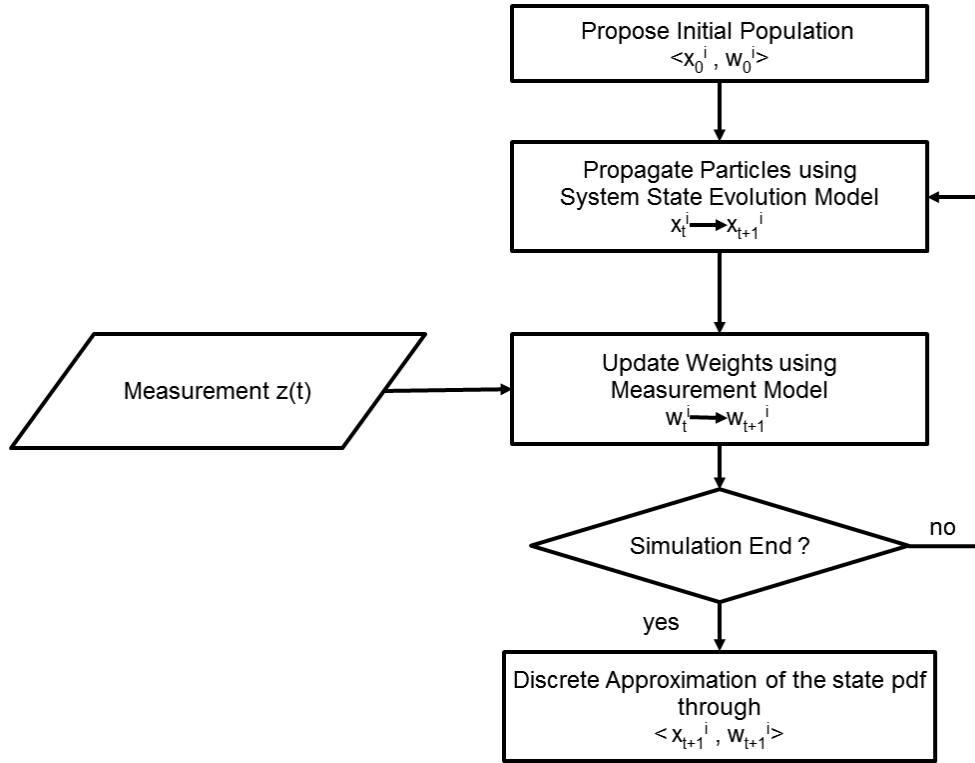 Propose Initial Population
<x₀ⁱ , w₀ⁱ>
Propagate Particles using
System State Evolution Model
xₜⁱ→xₜ₊₁ⁱ
Measurement z(t)
Update Weights using
Measurement Model
wₜⁱ→wₜ₊₁ⁱ
Simulation End ?
no
yes
Discrete Approximation of the state pdf
through
< xₜ₊₁ⁱ , wₜ₊₁ⁱ>